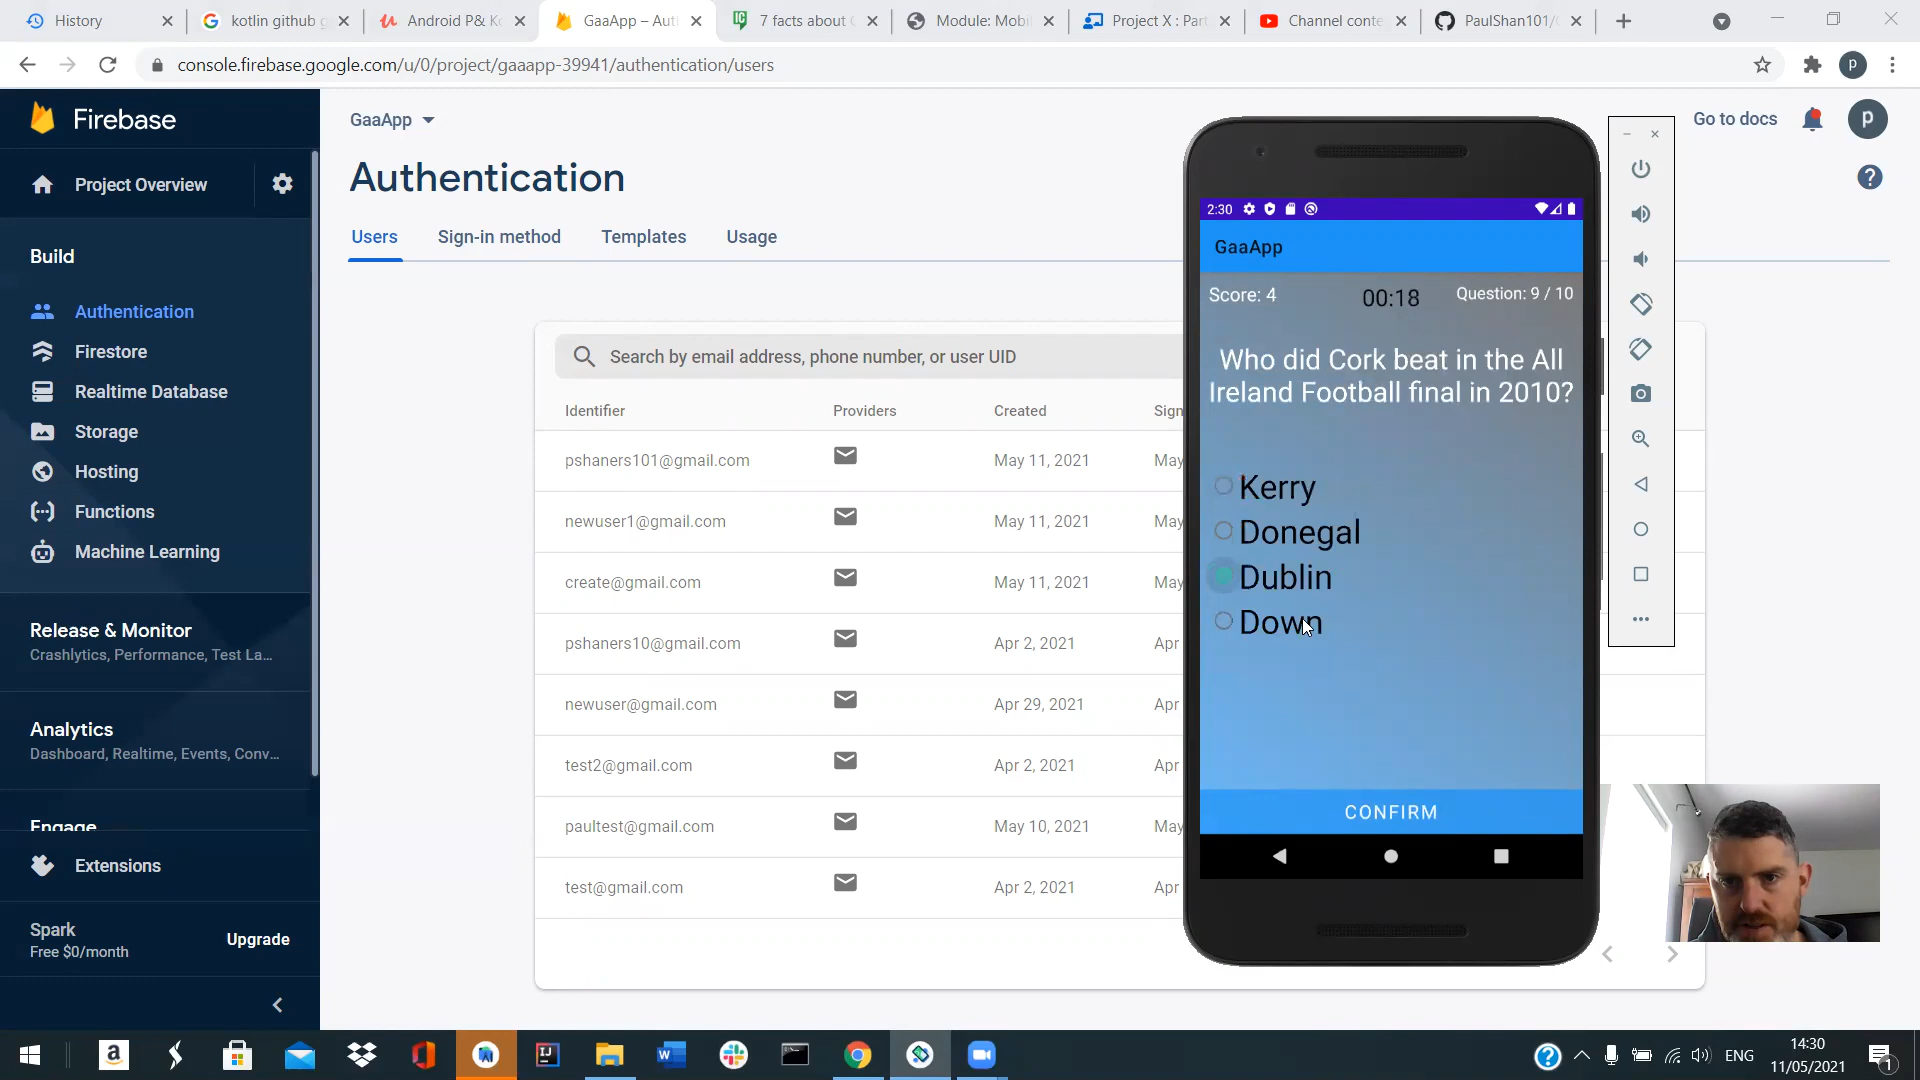 History
kotlin github g
Android P& Ko
GaaApp – Aut
7 facts about
Module: Mobi
Project X : Part
Channel conte
PaulShan101/
console.firebase.google.com/u/0/project/gaaapp-39941/authentication/users
p
Firebase
Project Overview
Build
Authentication
Firestore
Realtime Database
Storage
Hosting
Functions
Machine Learning
Release & Monitor
Crashlytics, Performance, Test La...
Analytics
Dashboard, Realtime, Events, Conv...
Engage
Extensions
Spark
Free $0/month
Upgrade
GaaApp
Go to docs
p
Authentication
Users
Sign-in method
Templates
Usage
Search by email address, phone number, or user UID
Identifier
Providers
Created
Sign
pshaners101@gmail.com
May 11, 2021
May
newuser1@gmail.com
May 11, 2021
May
create@gmail.com
May 11, 2021
May
pshaners10@gmail.com
Apr 2, 2021
Apr
newuser@gmail.com
Apr 29, 2021
Apr
test2@gmail.com
Apr 2, 2021
Apr
paultest@gmail.com
May 10, 2021
May
test@gmail.com
Apr 2, 2021
Apr
2:30
GaaApp
Score: 4
00:18
Question: 9 / 10
Who did Cork beat in the All
Ireland Football final in 2010?
Kerry
Donegal
Dublin
Down
CONFIRM
ENG
14:30
11/05/2021
1